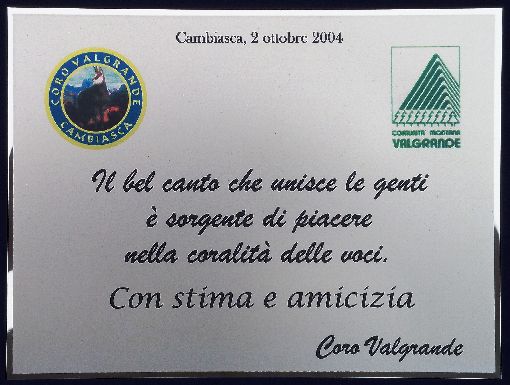 Cambiasca, 2 ottobre 2004
CORO VALGRANDE
CAMBIASCA
COMUNITÀ MONTANA
VALGRANDE
Il bel canto che unisce le genti
è sorgente di piacere
nella coralità delle voci.
Con stima e amicizia
Coro Valgrande